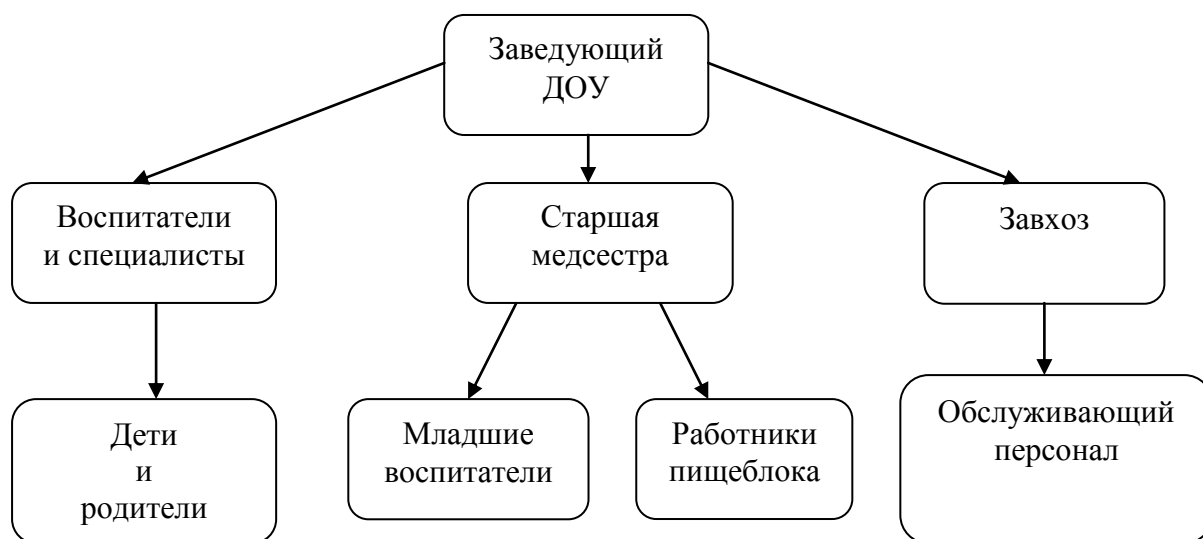 Заведующий
ДОУ
Воспитатели
и специалисты
Старшая
медсестра
Завхоз
Дети
и
родители
Младшие
воспитатели
Работники
пищеблока
Обслуживающий
персонал